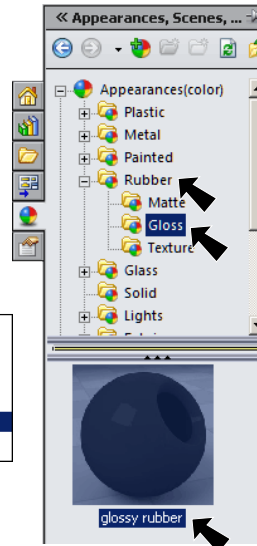 « Appearances, Scenes, ...
Appearances(color)
Plastic
Metal
Painted
Rubber
Matte
Gloss
Texture
Glass
Solid
Lights
glossy rubber